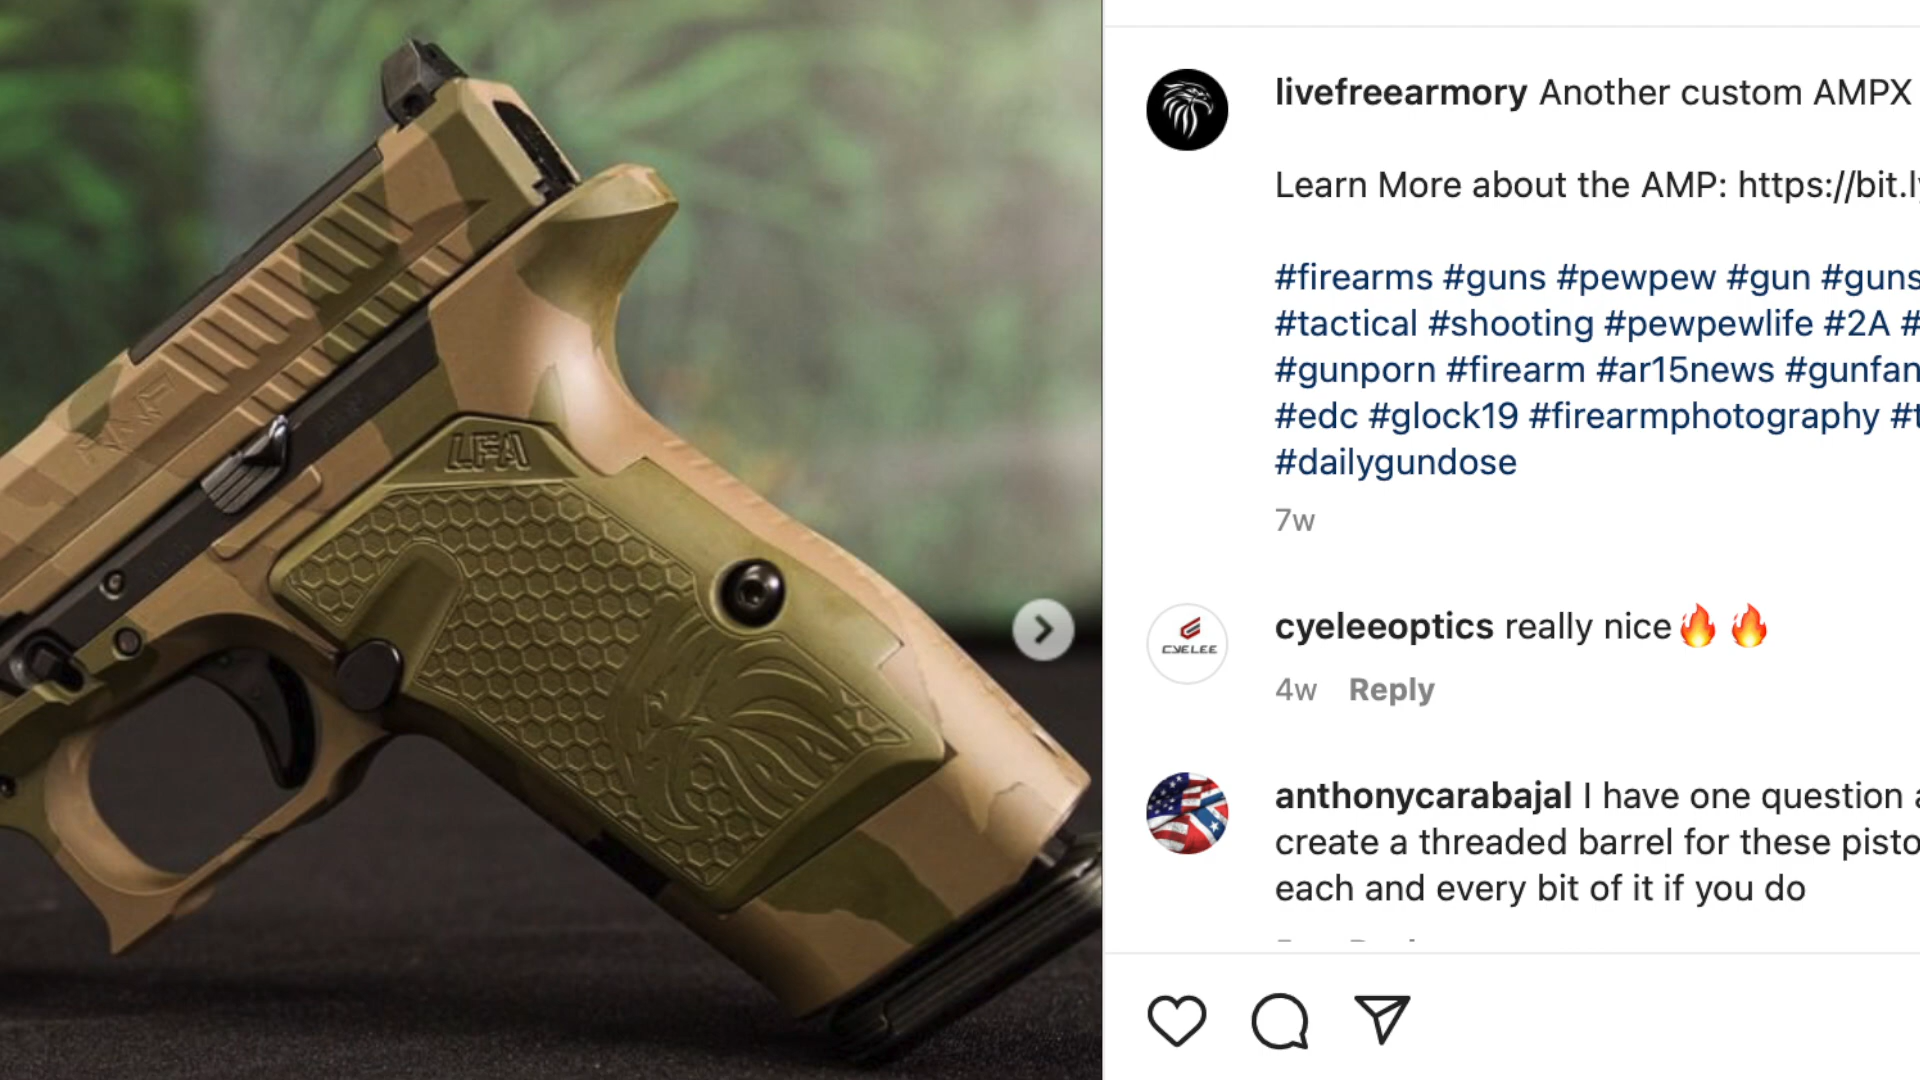 LFA
livefreearmory Another custom AMPX
Learn More about the AMP: https://bit.ly
#firearms #guns #pewpew #gun #guns
#tactical #shooting #pewpewlife #2A #
#gunporn #firearm #ar15news #gunfan
#edc #glock19 #firearmphotography #t
#dailygundose
7w
cyeleeoptics really nice🔥🔥
CYELEE
4w Reply
anthonycarabajal I have one question a
create a threaded barrel for these pisto
each and every bit of it if you do